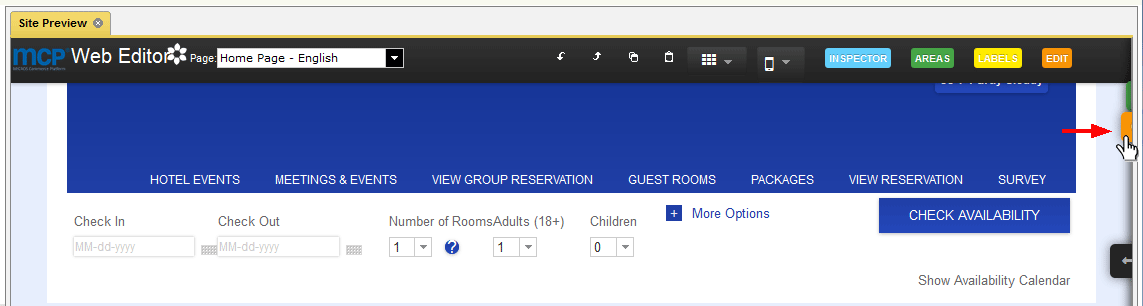 Site Preview
mcp Web Editor Page: Home Page - English INSPECTOR AREAS LABELS EDIT
HOTEL EVENTS MEETINGS & EVENTS VIEW GROUP RESERVATION GUEST ROOMS PACKAGES VIEW RESERVATION SURVEY
Check In Check Out Number of Rooms Adults (18+) Children + More Options CHECK AVAILABILITY
MM-dd-yyyy MM-dd-yyyy 1 ? 1 0
Show Availability Calendar